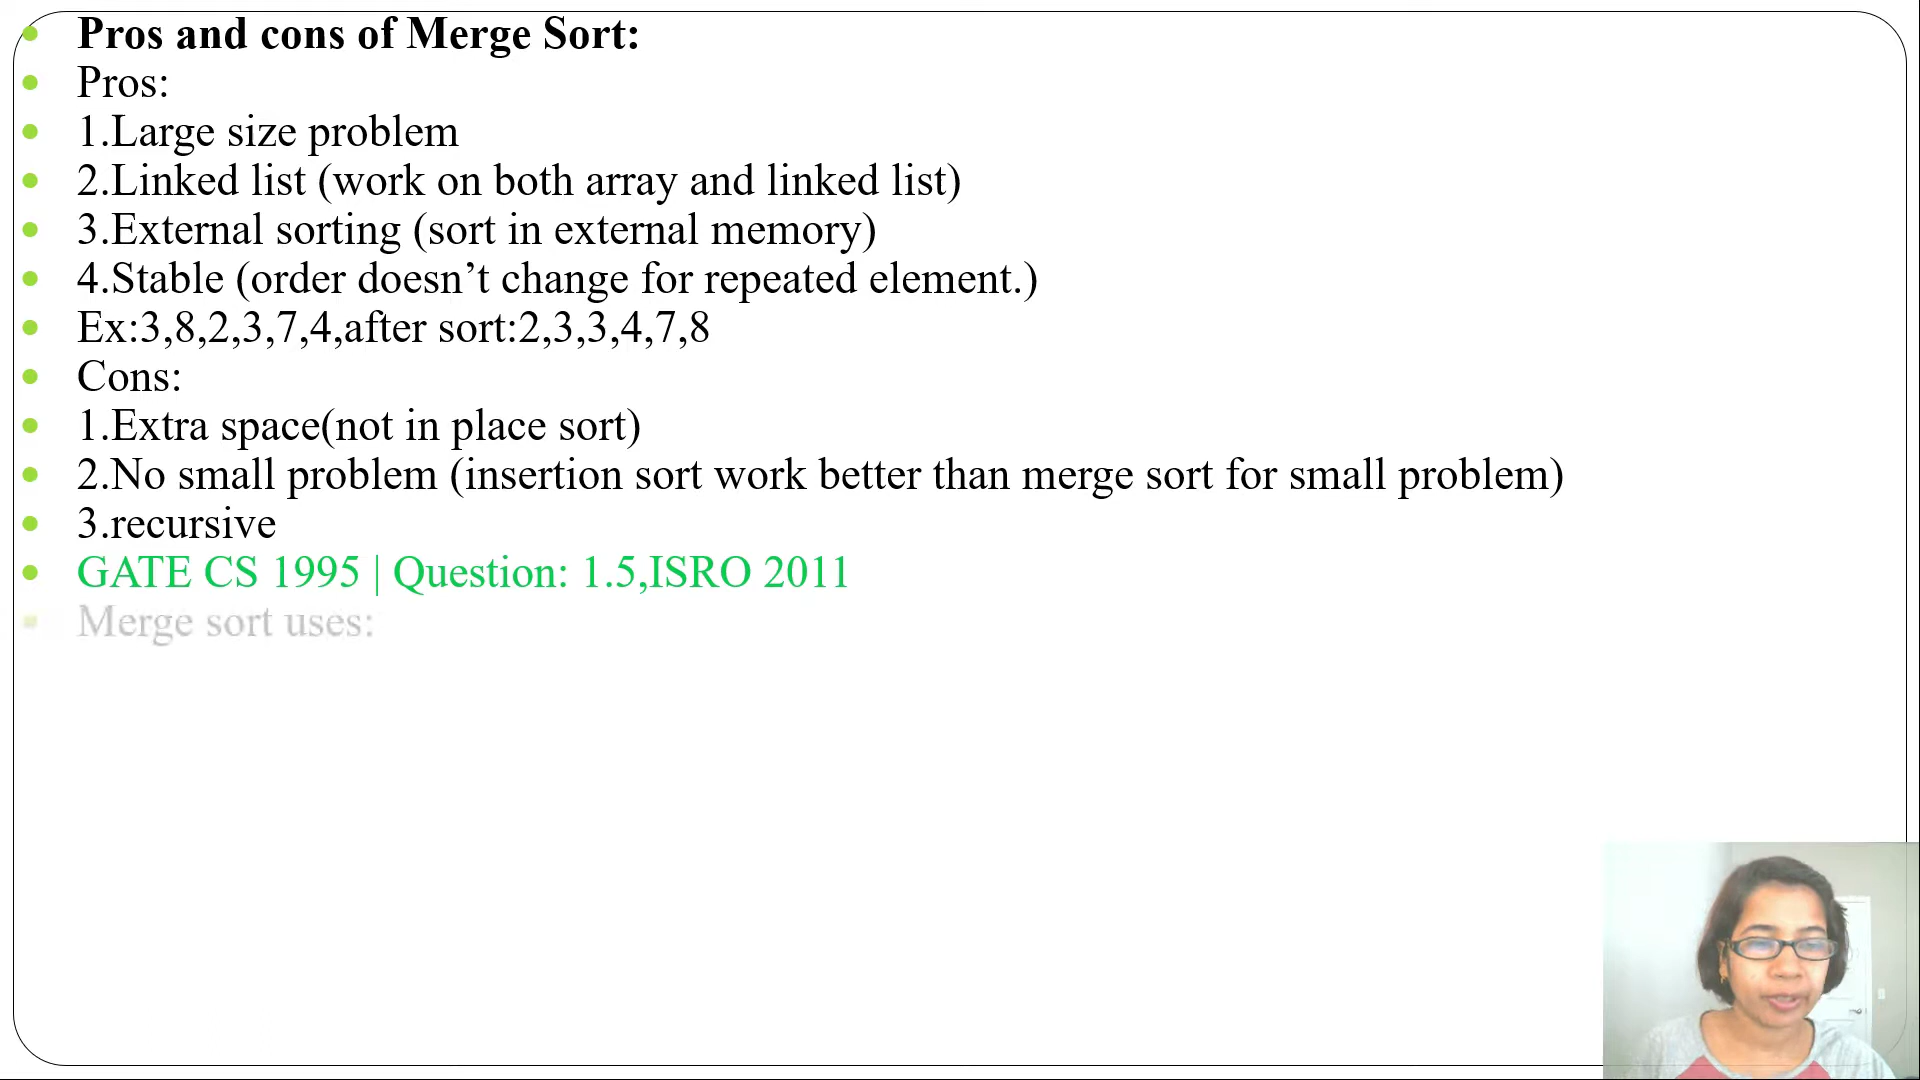 Pros and cons of Merge Sort:
Pros:
1.Large size problem
2.Linked list (work on both array and linked list)
3.External sorting (sort in external memory)
4.Stable (order doesn’t change for repeated element.)
Ex:3,8,2,3,7,4,after sort:2,3,3,4,7,8
Cons:
1.Extra space(not in place sort)
2.No small problem (insertion sort work better than merge sort for small problem)
3.recursive
GATE CS 1995 | Question: 1.5,ISRO 2011
Merge sort uses: